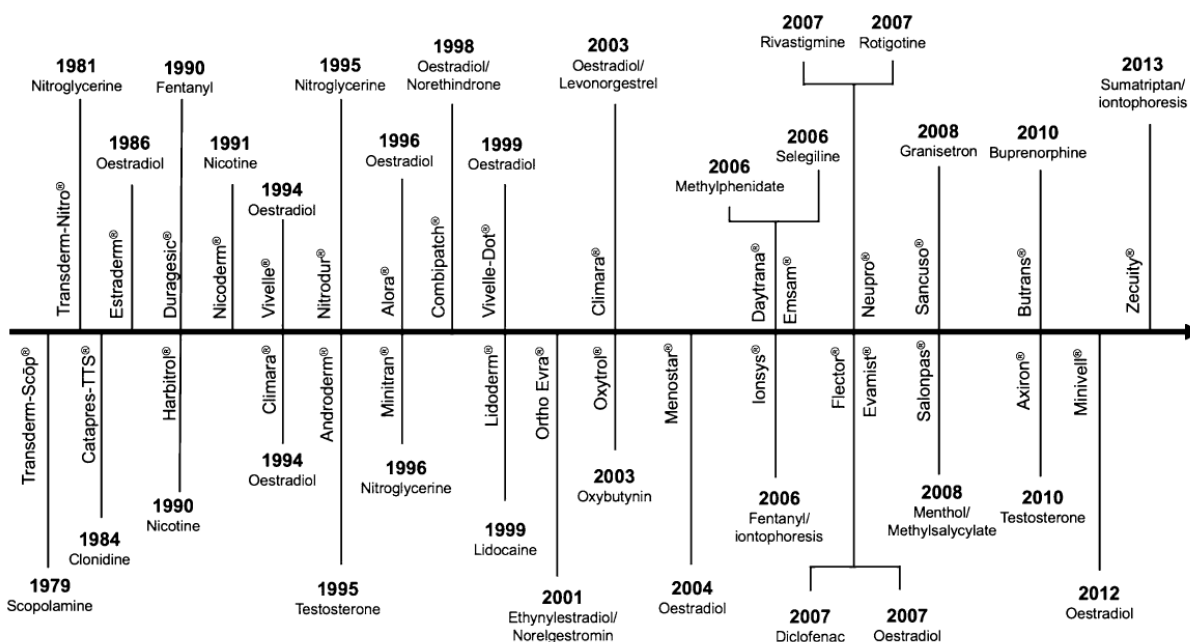 1981
Nitroglycerine
1986
Oestradiol
1990
Fentanyl
1991
Nicotine
1994
Oestradiol
1995
Nitroglycerine
1996
Oestradiol
1998
Oestradiol/
Norethindrone
1999
Oestradiol
2003
Oestradiol/
Levonorgestrel
2006
Methylphenidate
2006
Selegiline
2007
Rivastigmine
2007
Rotigotine
2008
Granisetron
2010
Buprenorphine
2013
Sumatriptan/
iontophoresis
Transderm-Nitro®
Estraderm®
Duragesic®
Nicoderm®
Vivelle®
Nitrodur®
Alora®
Combipatch®
Vivelle-Dot®
Climara®
Daytrana®
Emsam®
Neupro®
Sancuso®
Butrans®
Zecuity®
Transderm-Scōp®
Catapres-TTS®
Harbitrol®
Climara®
Androderm®
Minitran®
Lidoderm®
Ortho Evra®
Oxytrol®
Menostar®
Ionsys®
Flector®
Evamist®
Salonpas®
Axiron®
Minivell®
1979
Scopolamine
1984
Clonidine
1990
Nicotine
1994
Oestradiol
1995
Testosterone
1996
Nitroglycerine
1999
Lidocaine
2001
Ethynylestradiol/
Norelgestromin
2003
Oxybutynin
2004
Oestradiol
2006
Fentanyl/
iontophoresis
2007
Diclofenac
2007
Oestradiol
2008
Menthol/
Methylsalycylate
2010
Testosterone
2012
Oestradiol